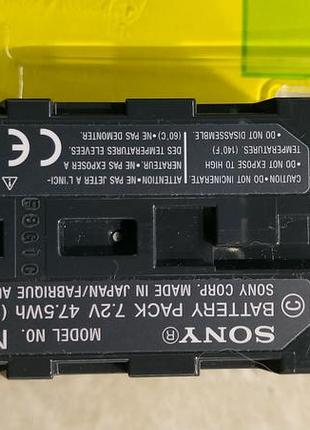 SONY®
MODEL NO. N
BATTERY PACK 7.2V 47.5Wh (
SONY CORP. MADE IN JAPAN/FABRIQUE AU
CAUTION • DO NOT INCINERATE
• DO NOT EXPOSE TO HIGH
TEMPERATURES. (140°F)
• DO NOT DISASSEMBLE
ATTENTION • NE PAS JETER A L'INCI-
NERATEUR. • NE PAS EXPOSER A
DES TEMPERATURES ELEVEES.
(60°C) • NE PAS DEMONTER.
CE